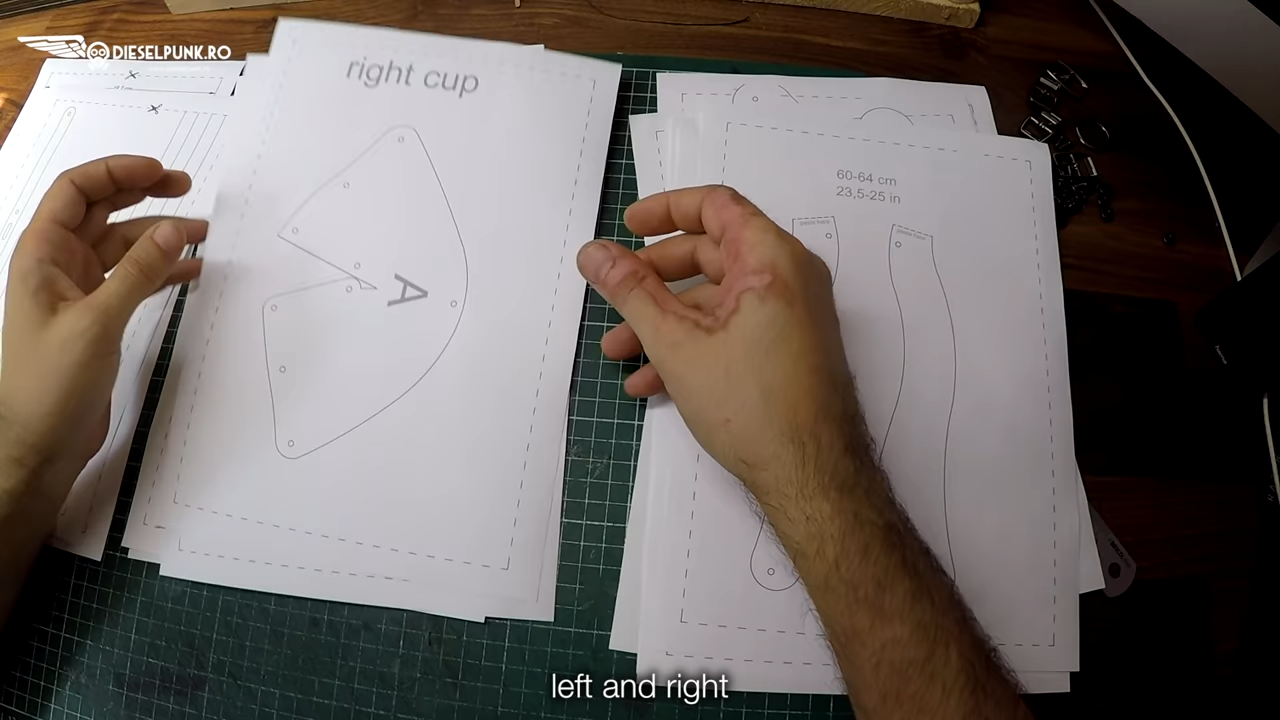 DIESELPUNK.RO
right cup
A
60-64 cm
23,5-25 in
left and right